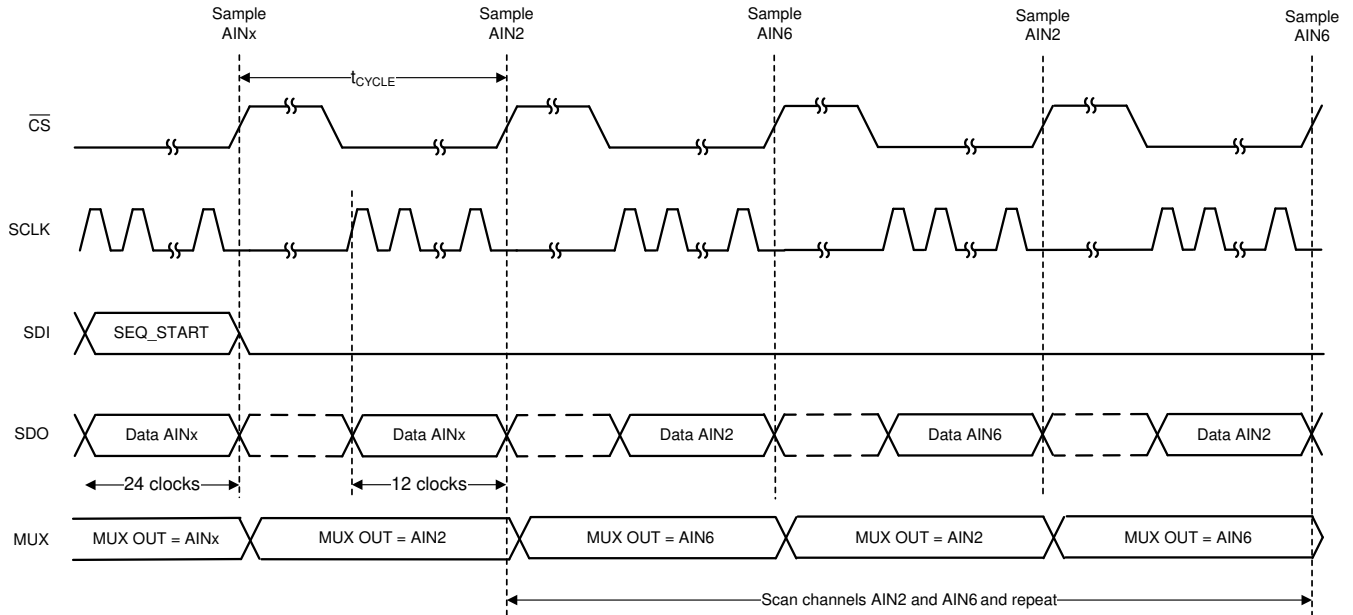 Sample
AINx
Sample
AIN2
Sample
AIN6
Sample
AIN2
Sample
AIN6
tCYCLE
CS
SCLK
SDI
SEQ_START
SDO
Data AINx
Data AINx
Data AIN2
Data AIN6
Data AIN2
24 clocks
12 clocks
MUX
MUX OUT = AINx
MUX OUT = AIN2
MUX OUT = AIN6
MUX OUT = AIN2
MUX OUT = AIN6
Scan channels AIN2 and AIN6 and repeat